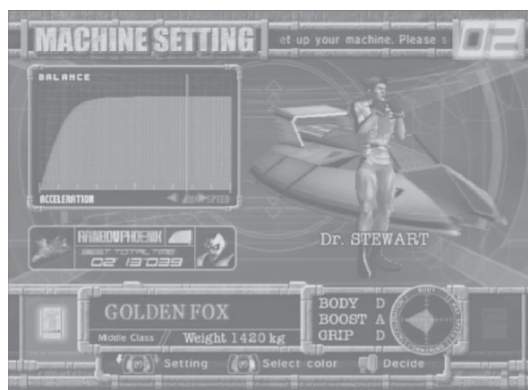 MACHINE SETTING
et up your machine. Please s
02
BALANCE
ACCELERATION
SPEED
RAINBOW PHOENIX
BEST TOTAL TIME
02'13"039
Dr. STEWART
GOLDEN FOX
Middle Class
Weight 1420 kg
BODY D
BOOST A
GRIP D
Setting
Select color
Decide